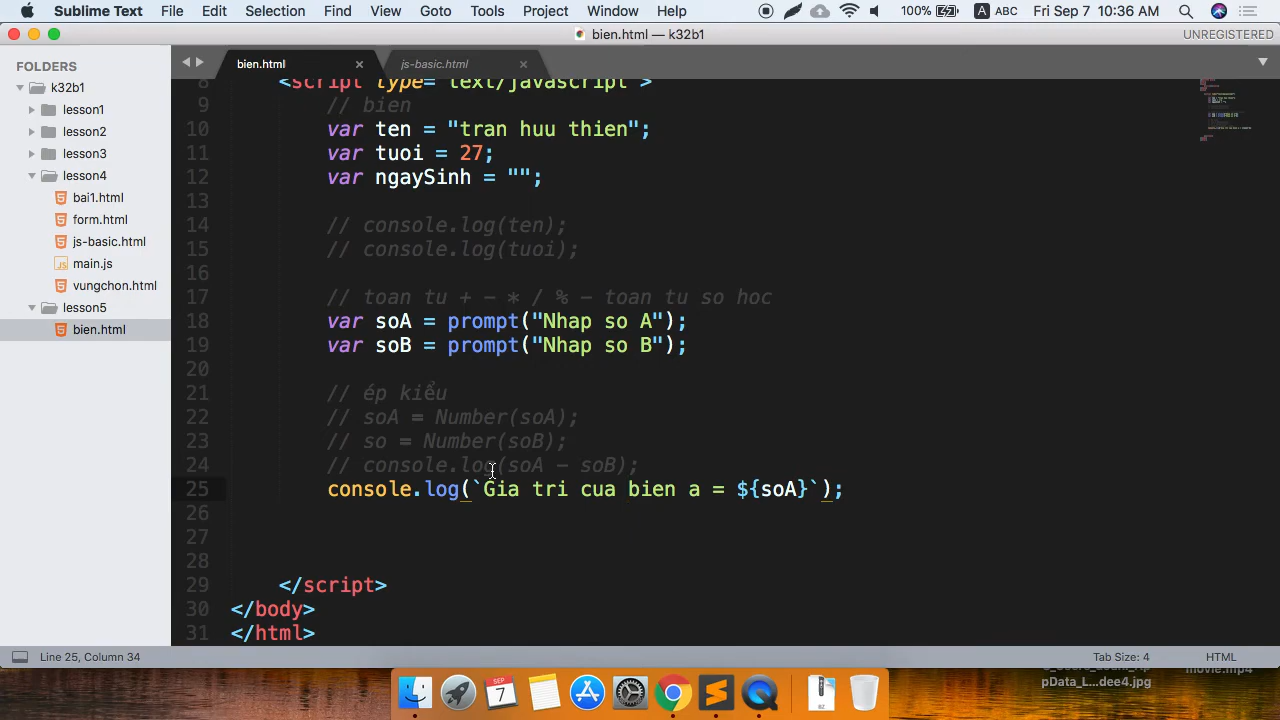 Sublime Text File Edit Selection Find View Goto Tools Project Window Help 100% A ABC Fri Sep 7 10:36 AM
bien.html — k32b1 UNREGISTERED
FOLDERS
k32b1
lesson1
lesson2
lesson3
lesson4
bai1.html
form.html
js-basic.html
main.js
vungchon.html
lesson5
bien.html
bien.html js-basic.html
8 <script type="text/javascript">
9 // bien
10 var ten = "tran huu thien";
11 var tuoi = 27;
12 var ngaySinh = "";
13
14 // console.log(ten);
15 // console.log(tuoi);
16
17 // toan tu + - * / % - toan tu so hoc
18 var soA = prompt("Nhap so A");
19 var soB = prompt("Nhap so B");
20
21 // ép kiểu
22 // soA = Number(soA);
23 // so = Number(soB);
24 // console.log(soA - soB);
25 console.log(`Gia tri cua bien a = ${soA}`);
26
27
28
29 </script>
30 </body>
31 </html>
Line 25, Column 34 Tab Size: 4 HTML
movie.mp4
pData_L...dee4.jpg
SEP
7